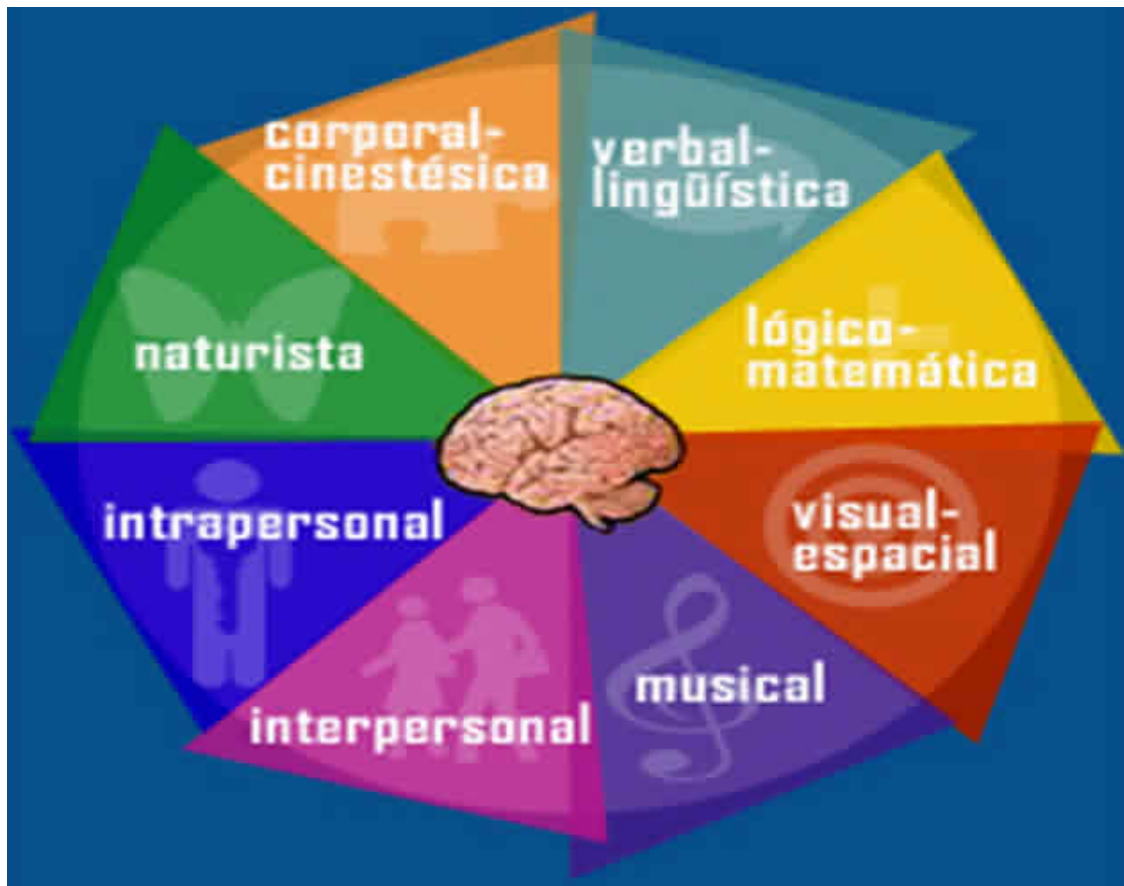 corporal-
cinestésica
verbal-
lingüística
lógico-
matemática
naturista
intrapersonal
visual-
espacial
interpersonal
musical